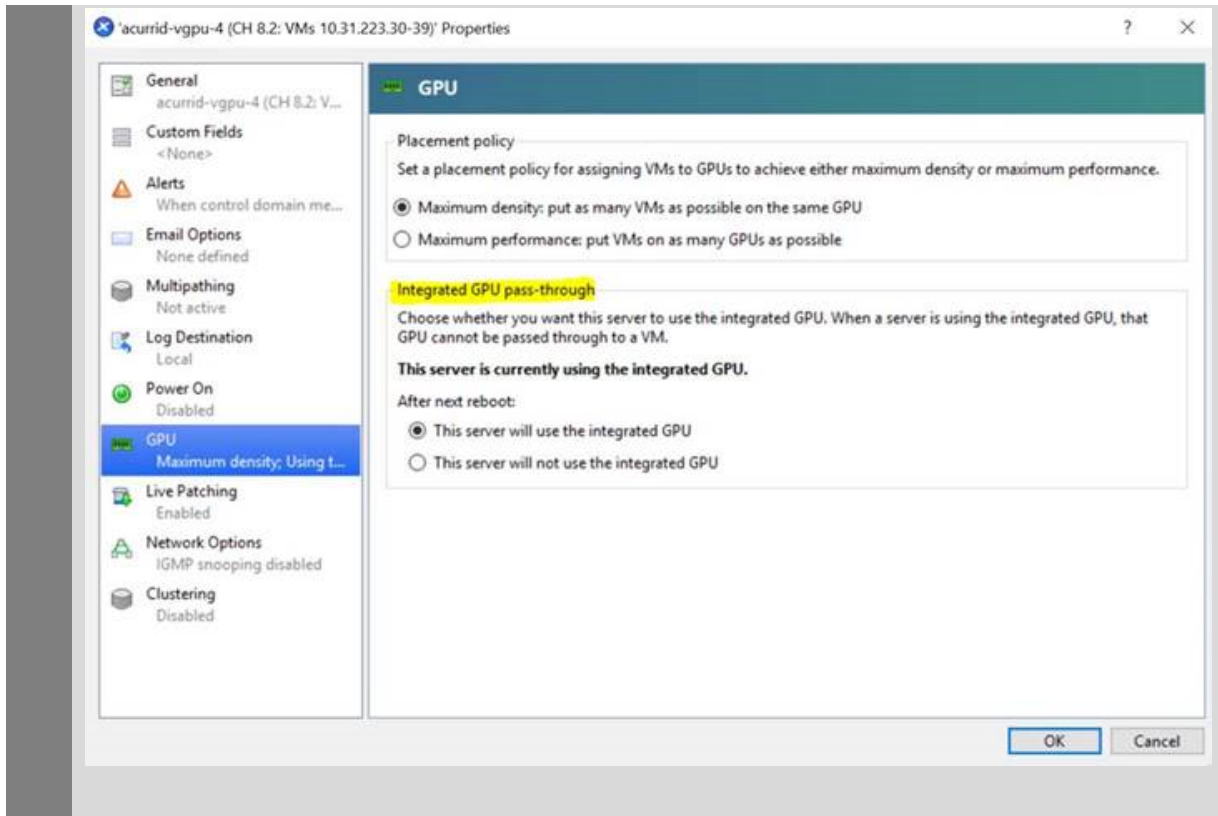 'acurrid-vgpu-4 (CH 8.2: VMs 10.31.223.30-39)' Properties
?
General
acurrid-vgpu-4 (CH 8.2: V...
Custom Fields
<None>
Alerts
When control domain me...
Email Options
None defined
Multipathing
Not active
Log Destination
Local
Power On
Disabled
GPU
Maximum density; Using t...
Live Patching
Enabled
Network Options
IGMP snooping disabled
Clustering
Disabled
GPU
Placement policy
Set a placement policy for assigning VMs to GPUs to achieve either maximum density or maximum performance.
Maximum density: put as many VMs as possible on the same GPU
Maximum performance: put VMs on as many GPUs as possible
Integrated GPU pass-through
Choose whether you want this server to use the integrated GPU. When a server is using the integrated GPU, that
GPU cannot be passed through to a VM.
This server is currently using the integrated GPU.
After next reboot:
This server will use the integrated GPU
This server will not use the integrated GPU
OK
Cancel